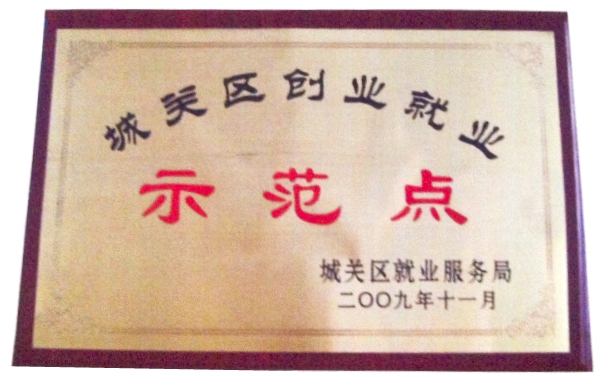 城关区创业就业
示范点
城关区就业服务局
二〇〇九年十一月